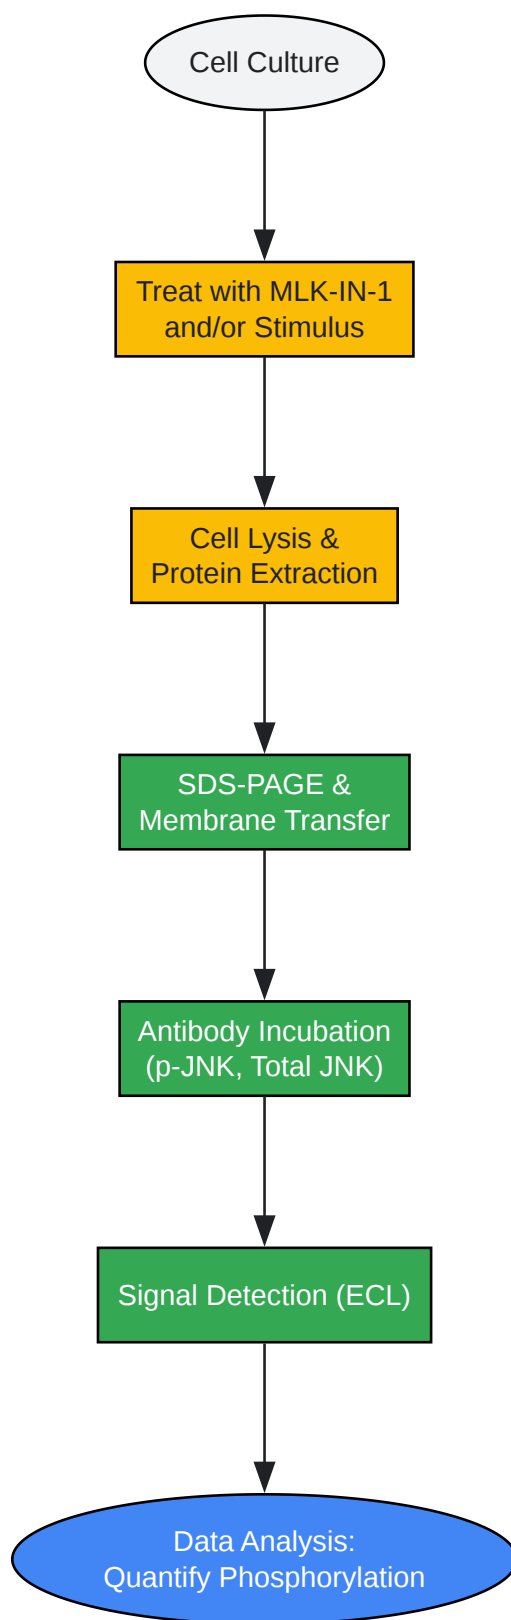 Cell Culture
Treat with MLK-IN-1
and/or Stimulus
Cell Lysis &
Protein Extraction
SDS-PAGE &
Membrane Transfer
Antibody Incubation
(p-JNK, Total JNK)
Signal Detection (ECL)
Data Analysis:
Quantify Phosphorylation